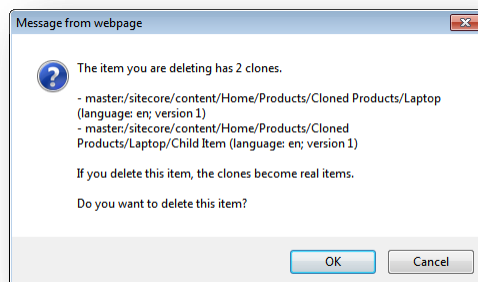 Message from webpage
The item you are deleting has 2 clones.
- master:/sitecore/content/Home/Products/Cloned Products/Laptop
(language: en; version 1)
- master:/sitecore/content/Home/Products/Cloned
Products/Laptop/Child Item (language: en; version 1)
If you delete this item, the clones become real items.
Do you want to delete this item?
OK
Cancel